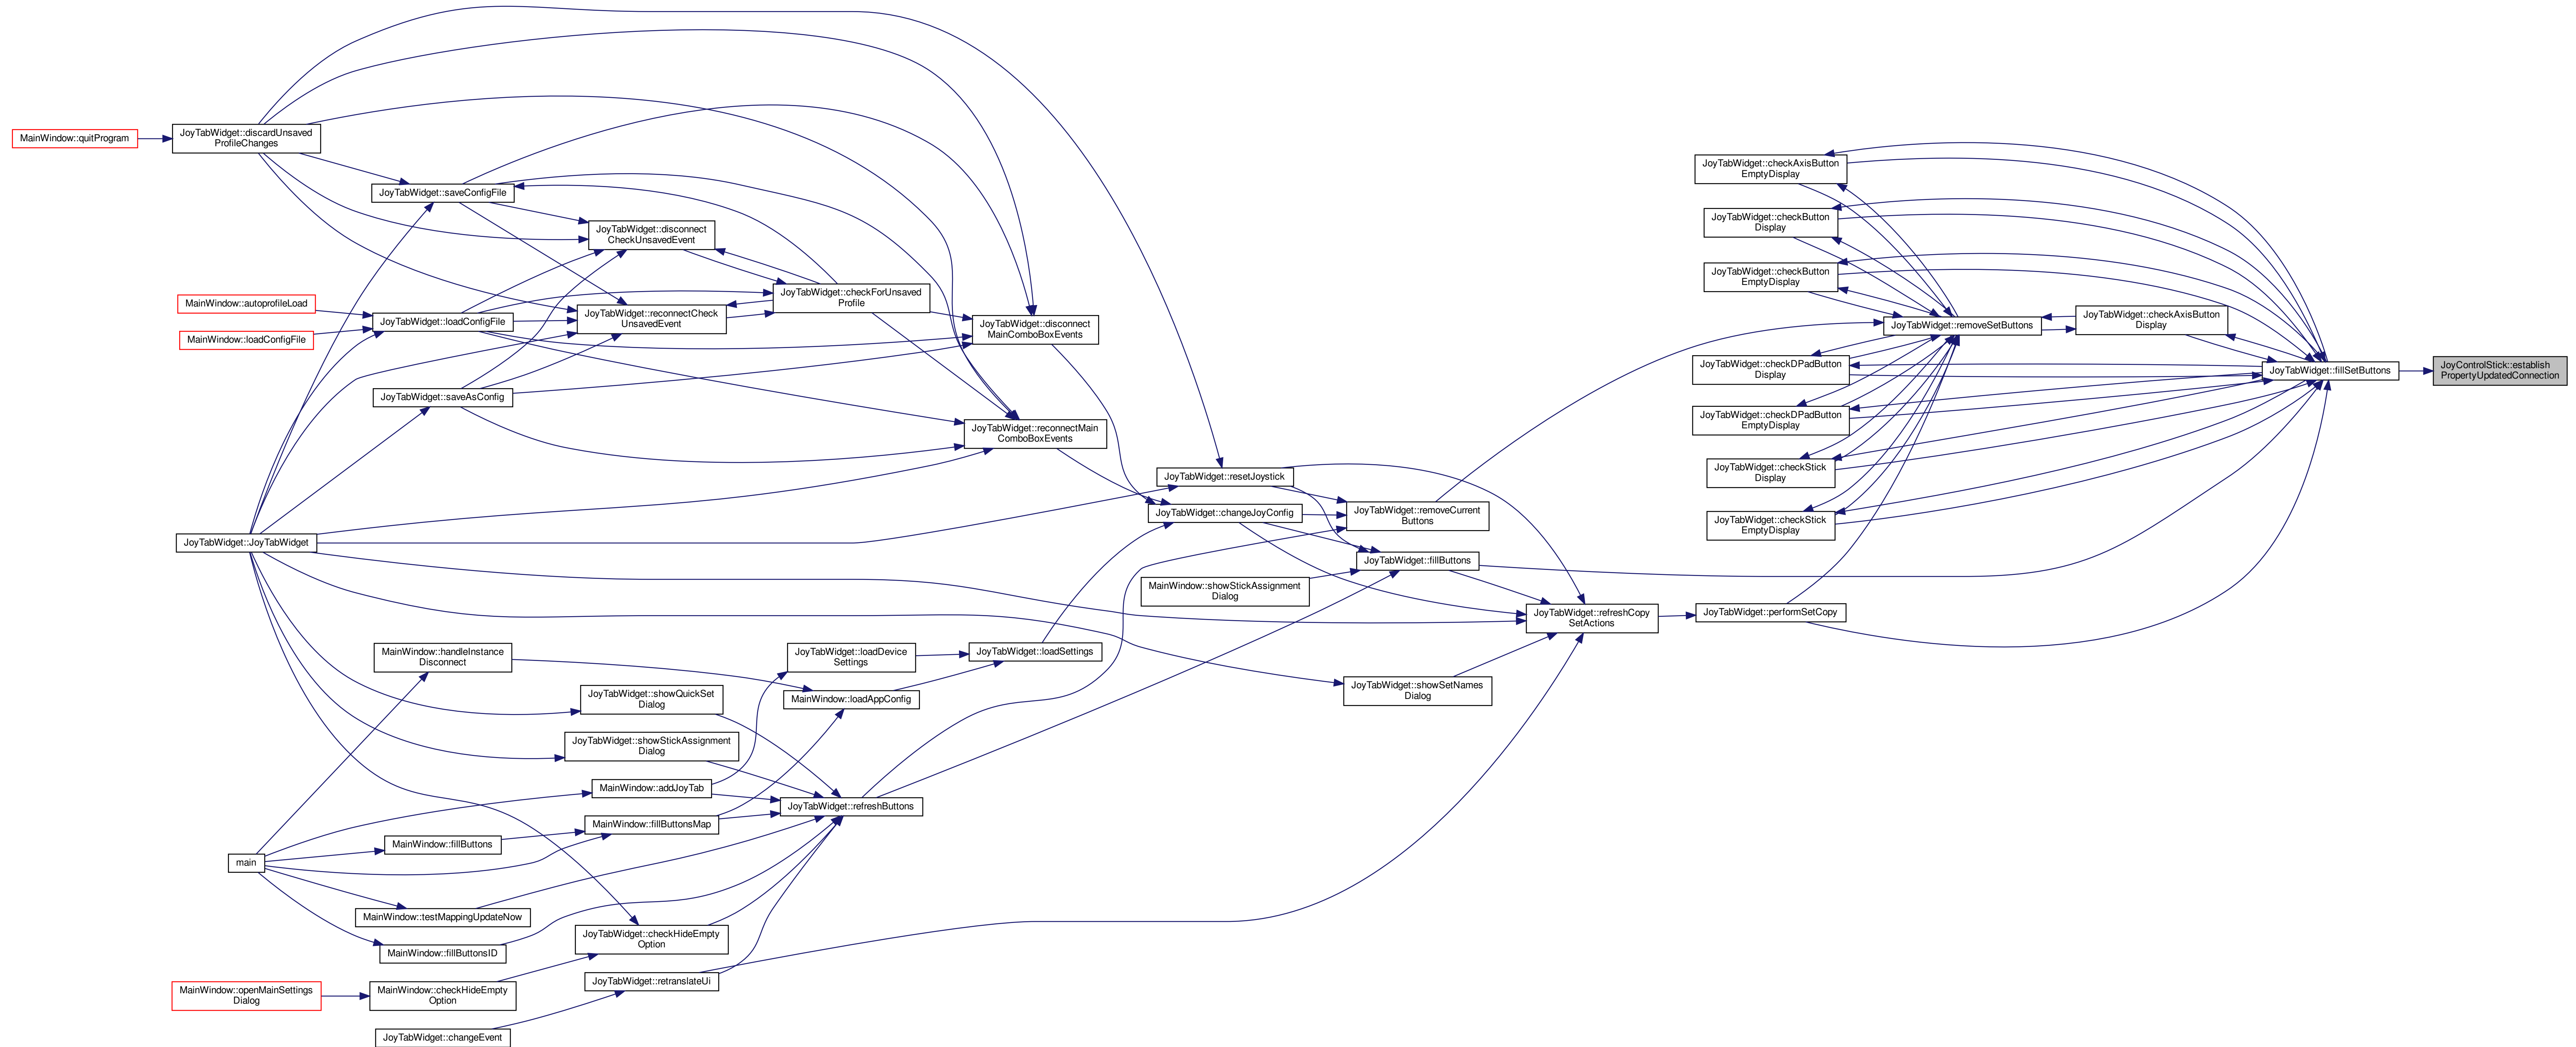 MainWindow::quitProgram
JoyTabWidget::discardUnsaved
ProfileChanges
JoyTabWidget::saveConfigFile
JoyTabWidget::disconnect
CheckUnsavedEvent
MainWindow::autoprofileLoad
MainWindow::loadConfigFile
JoyTabWidget::loadConfigFile
JoyTabWidget::reconnectCheck
UnsavedEvent
JoyTabWidget::checkForUnsaved
Profile
JoyTabWidget::disconnect
MainComboBoxEvents
JoyTabWidget::saveAsConfig
JoyTabWidget::reconnectMain
ComboBoxEvents
JoyTabWidget::JoyTabWidget
JoyTabWidget::resetJoystick
JoyTabWidget::changeJoyConfig
JoyTabWidget::removeCurrent
Buttons
JoyTabWidget::fillButtons
MainWindow::showStickAssignment
Dialog
JoyTabWidget::refreshCopy
SetActions
JoyTabWidget::showSetNames
Dialog
JoyTabWidget::checkAxisButton
EmptyDisplay
JoyTabWidget::checkButton
Display
JoyTabWidget::checkButton
EmptyDisplay
JoyTabWidget::removeSetButtons
JoyTabWidget::checkAxisButton
Display
JoyTabWidget::checkDPadButton
Display
JoyTabWidget::checkDPadButton
EmptyDisplay
JoyTabWidget::checkStick
Display
JoyTabWidget::checkStick
EmptyDisplay
JoyTabWidget::performSetCopy
JoyTabWidget::fillSetButtons
JoyControlStick::establish
PropertyUpdatedConnection
MainWindow::handleInstance
Disconnect
JoyTabWidget::loadDevice
Settings
JoyTabWidget::loadSettings
MainWindow::loadAppConfig
JoyTabWidget::showQuickSet
Dialog
JoyTabWidget::showStickAssignment
Dialog
MainWindow::addJoyTab
JoyTabWidget::refreshButtons
MainWindow::fillButtonsMap
MainWindow::fillButtons
main
MainWindow::testMappingUpdateNow
JoyTabWidget::checkHideEmpty
Option
MainWindow::fillButtonsID
JoyTabWidget::retranslateUi
MainWindow::openMainSettings
Dialog
MainWindow::checkHideEmpty
Option
JoyTabWidget::changeEvent